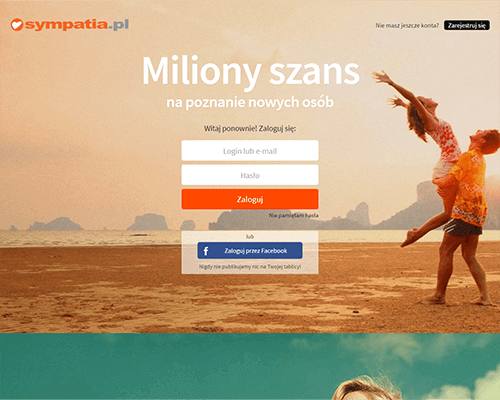 sympatia.pl
Nie masz jeszcze konta? Zarejestruj się
Miliony szans
na poznanie nowych osób
Witaj ponownie! Zaloguj się:
Login lub e-mail
Hasło
Zaloguj
Nie pamiętam hasła
lub
f Zaloguj przez Facebook
Nigdy nie publikujemy nic na Twojej tablicy!